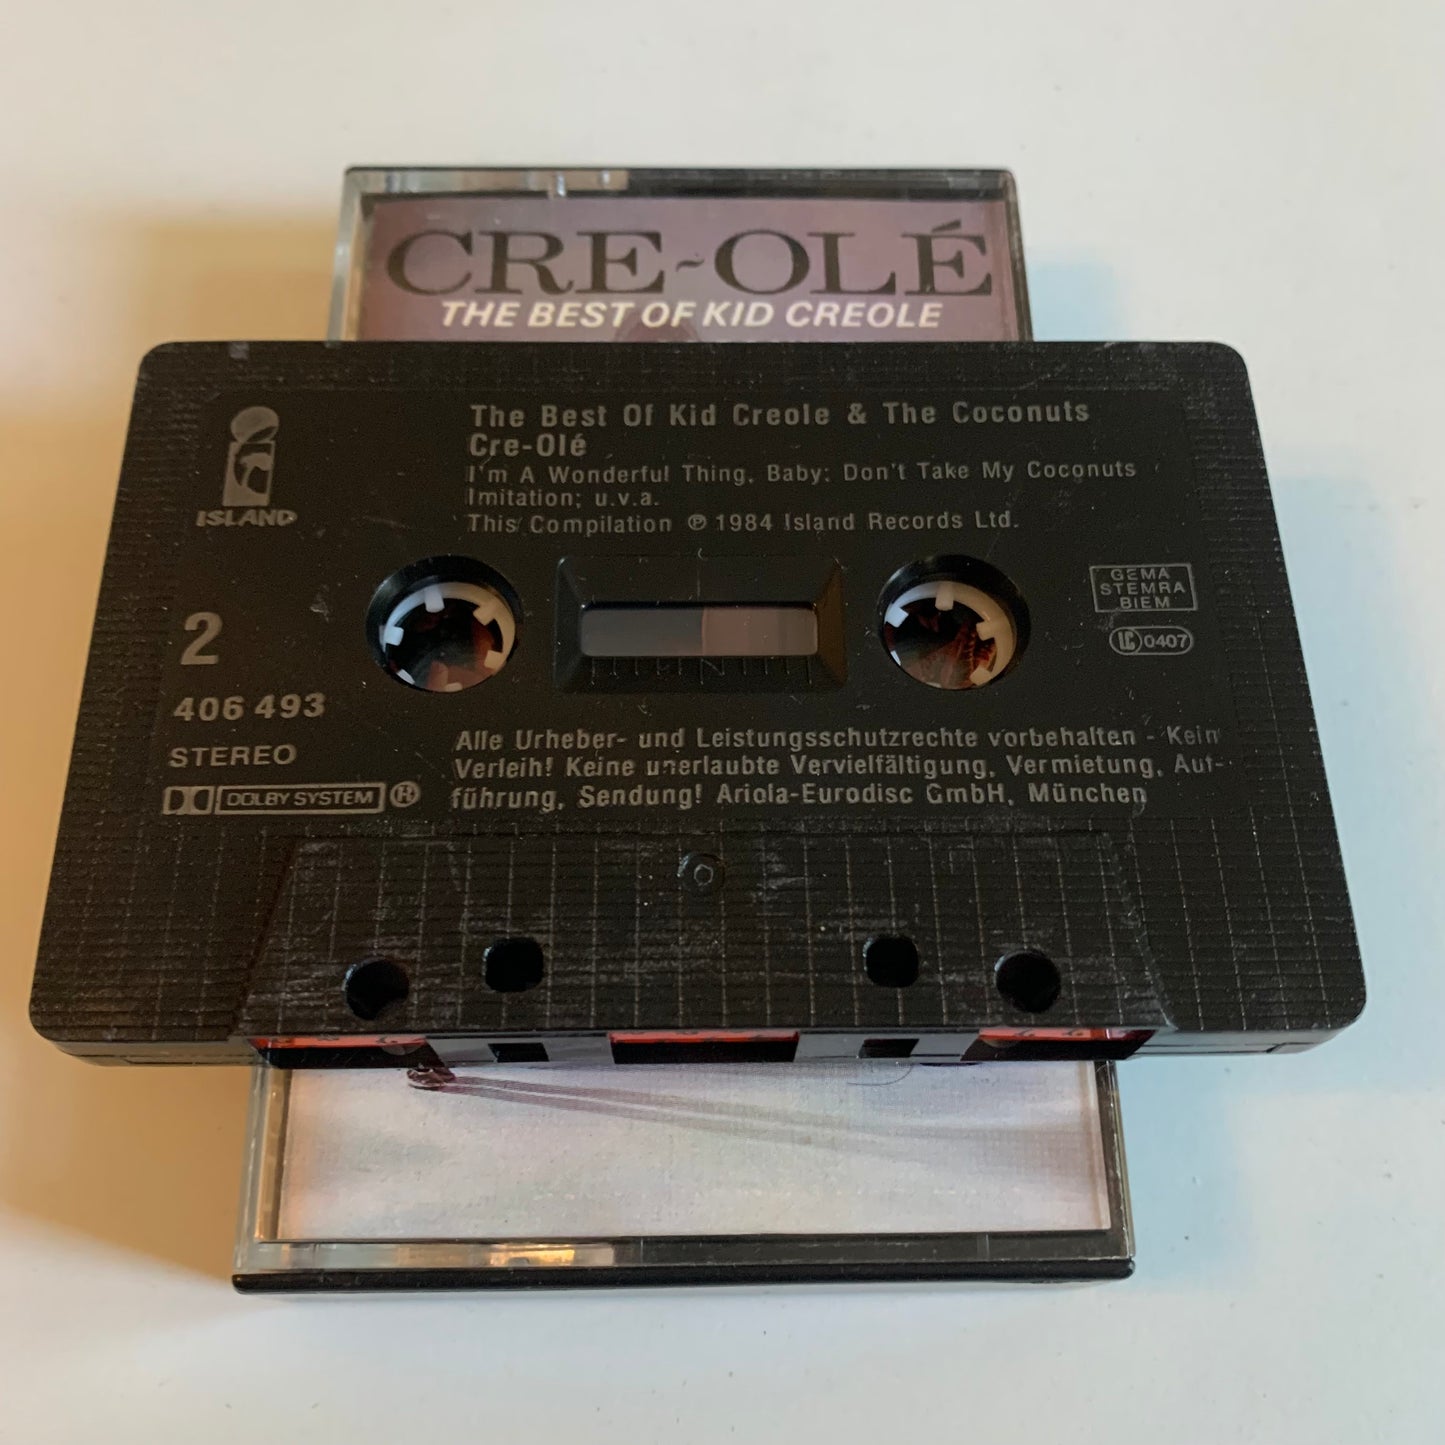 CRE~OLÉ
THE BEST OF KID CREOLE
The Best Of Kid Creole & The Coconuts
Cre-Olé
I'm A Wonderful Thing, Baby; Don't Take My Coconuts
Imitation; u.v.a.
This Compilation ℗ 1984 Island Records Ltd.
ISLAND
GEMA
STEMRA
BIEM
LC 0407
2
406 493
STEREO
DOLBY SYSTEM ®
Alle Urheber- und Leistungsschutzrechte vorbehalten - Kein
Verleih! Keine unerlaubte Vervielfältigung, Vermietung, Auf-
führung, Sendung! Ariola-Eurodisc GmbH, München